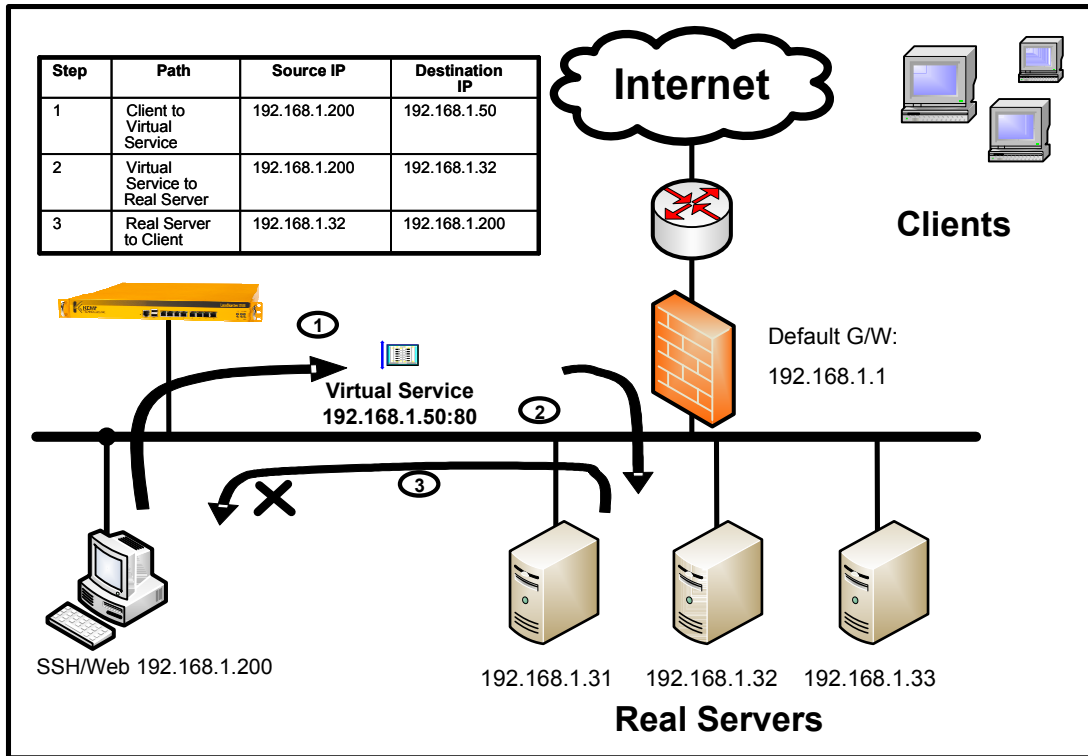 Step Path Source IP Destination
IP
1 Client to 192.168.1.200 192.168.1.50
Virtual
Service
2 Virtual 192.168.1.200 192.168.1.32
Service to
Real Server
3 Real Server 192.168.1.32 192.168.1.200
to Client
Internet
Clients
KEMP
1
Default G/W:
192.168.1.1
Virtual Service
192.168.1.50:80
2
3
SSH/Web 192.168.1.200
192.168.1.31 192.168.1.32 192.168.1.33
Real Servers